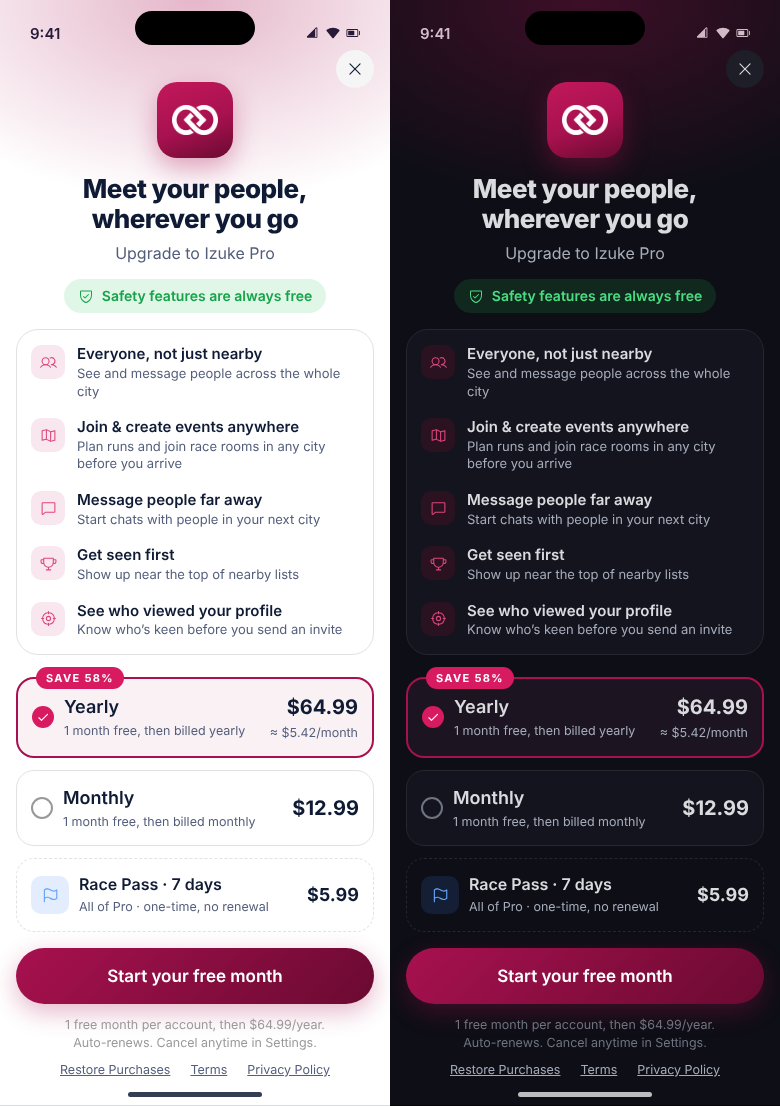 9:41
Meet your people,
wherever you go
Upgrade to Izuke Pro
Safety features are always free
Everyone, not just nearby
See and message people across the whole
city
Join & create events anywhere
Plan runs and join race rooms in any city
before you arrive
Message people far away
Start chats with people in your next city
Get seen first
Show up near the top of nearby lists
See who viewed your profile
Know who’s keen before you send an invite
SAVE 58%
Yearly
$64.99
1 month free, then billed yearly
≈ $5.42/month
Monthly
1 month free, then billed monthly
$12.99
Race Pass · 7 days
All of Pro · one-time, no renewal
$5.99
Start your free month
1 free month per account, then $64.99/year.
Auto-renews. Cancel anytime in Settings.
Restore Purchases Terms Privacy Policy
9:41
Meet your people,
wherever you go
Upgrade to Izuke Pro
Safety features are always free
Everyone, not just nearby
See and message people across the whole
city
Join & create events anywhere
Plan runs and join race rooms in any city
before you arrive
Message people far away
Start chats with people in your next city
Get seen first
Show up near the top of nearby lists
See who viewed your profile
Know who’s keen before you send an invite
SAVE 58%
Yearly
$64.99
1 month free, then billed yearly
≈ $5.42/month
Monthly
1 month free, then billed monthly
$12.99
Race Pass · 7 days
All of Pro · one-time, no renewal
$5.99
Start your free month
1 free month per account, then $64.99/year.
Auto-renews. Cancel anytime in Settings.
Restore Purchases Terms Privacy Policy